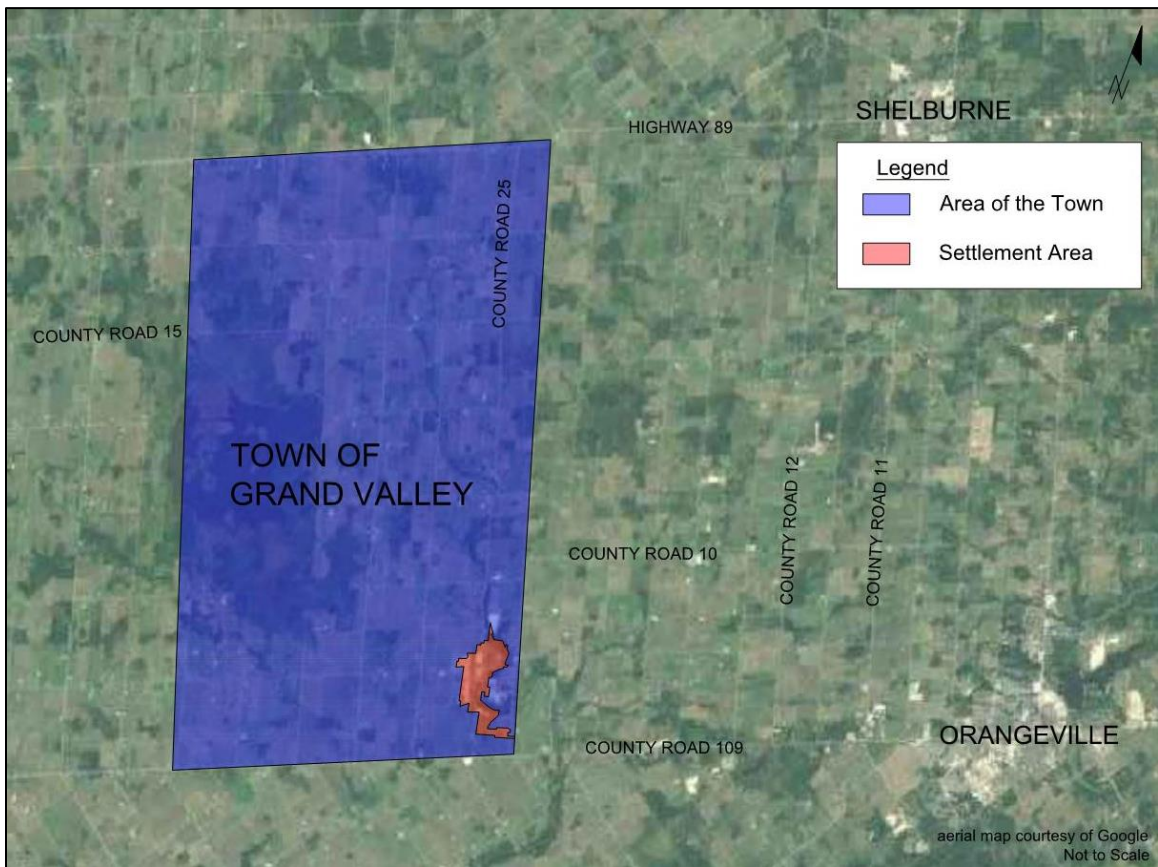 SHELBURNE
HIGHWAY 89
Legend
Area of the Town
Settlement Area
COUNTY ROAD 25
COUNTY ROAD 15
TOWN OF
GRAND VALLEY
COUNTY ROAD 12
COUNTY ROAD 11
COUNTY ROAD 10
COUNTY ROAD 109
ORANGEVILLE
aerial map courtesy of Google
Not to Scale